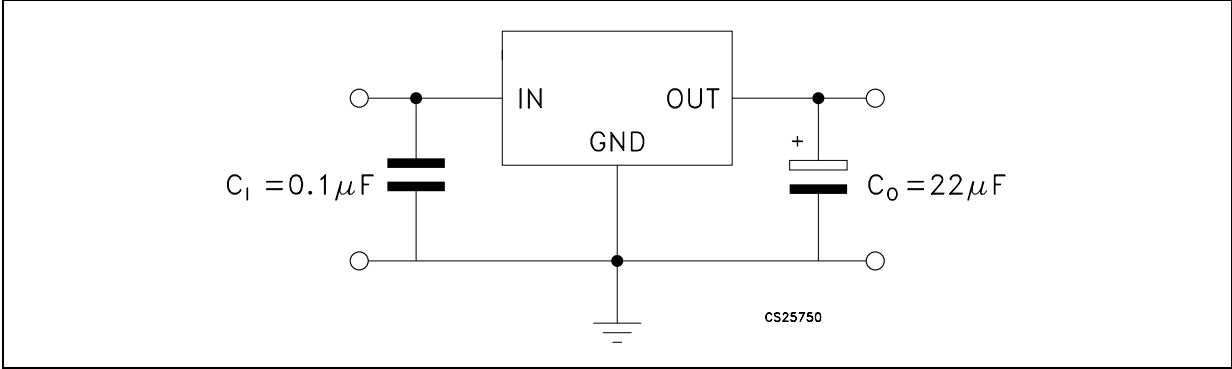 IN
OUT
GND
+
C_I =0.1μF
C_O =22μF
CS25750